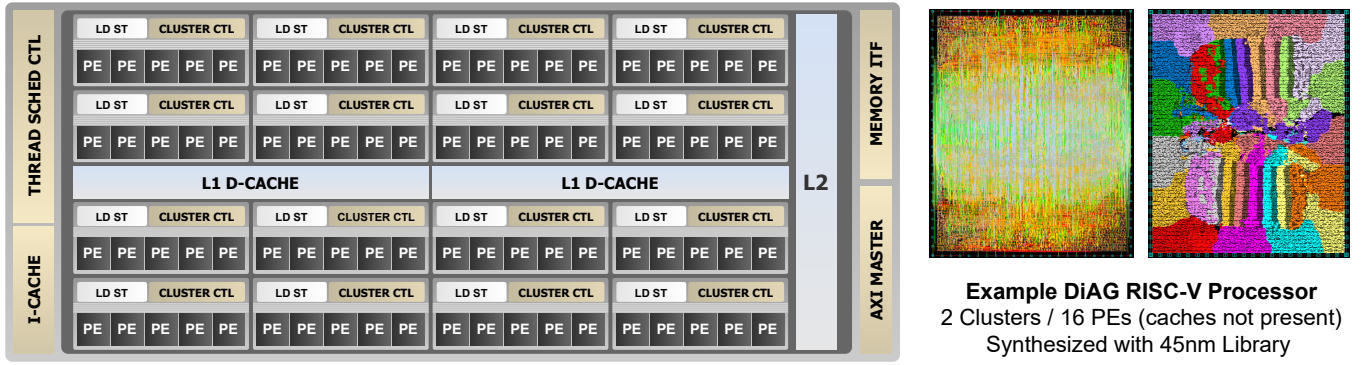 THREAD SCHED CTL
I-CACHE
LD ST CLUSTER CTL LD ST CLUSTER CTL LD ST CLUSTER CTL LD ST CLUSTER CTL
PE PE PE PE PE PE PE PE PE PE PE PE PE PE PE PE PE PE PE PE
LD ST CLUSTER CTL LD ST CLUSTER CTL LD ST CLUSTER CTL LD ST CLUSTER CTL
PE PE PE PE PE PE PE PE PE PE PE PE PE PE PE PE PE PE PE PE
L1 D-CACHE L1 D-CACHE
LD ST CLUSTER CTL LD ST CLUSTER CTL LD ST CLUSTER CTL LD ST CLUSTER CTL
PE PE PE PE PE PE PE PE PE PE PE PE PE PE PE PE PE PE PE PE
LD ST CLUSTER CTL LD ST CLUSTER CTL LD ST CLUSTER CTL LD ST CLUSTER CTL
PE PE PE PE PE PE PE PE PE PE PE PE PE PE PE PE PE PE PE PE
L2
MEMORY ITF
AXI MASTER
Example DiAG RISC-V Processor
2 Clusters / 16 PEs (caches not present)
Synthesized with 45nm Library